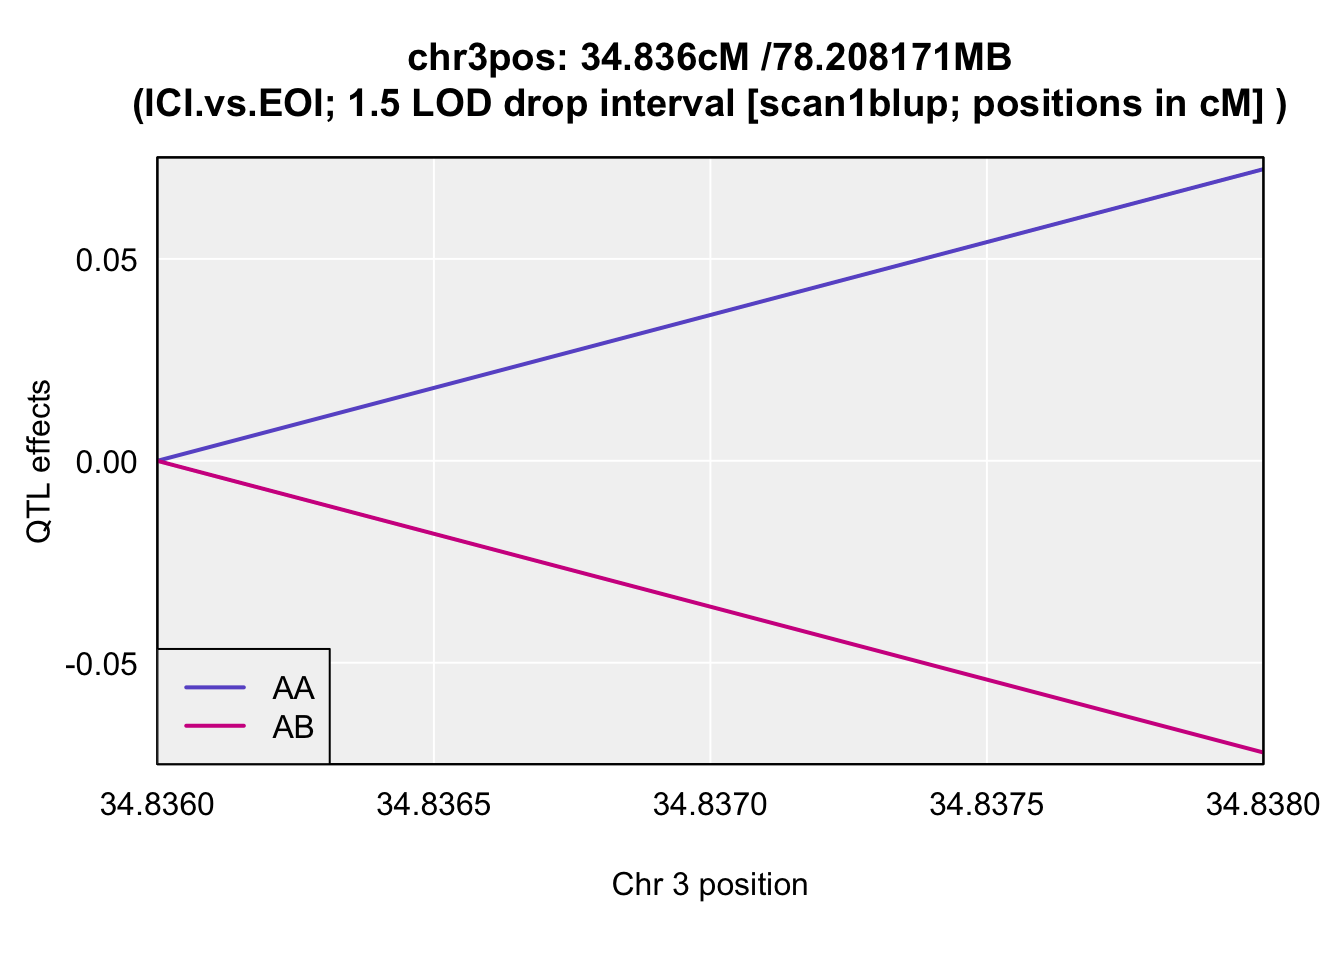 chr3pos: 34.836cM /78.208171MB
(ICI.vs.EOI; 1.5 LOD drop interval [scan1blup; positions in cM] )
QTL effects
0.05
0.00
-0.05
AA
AB
34.8360 34.8365 34.8370 34.8375 34.8380
Chr 3 position